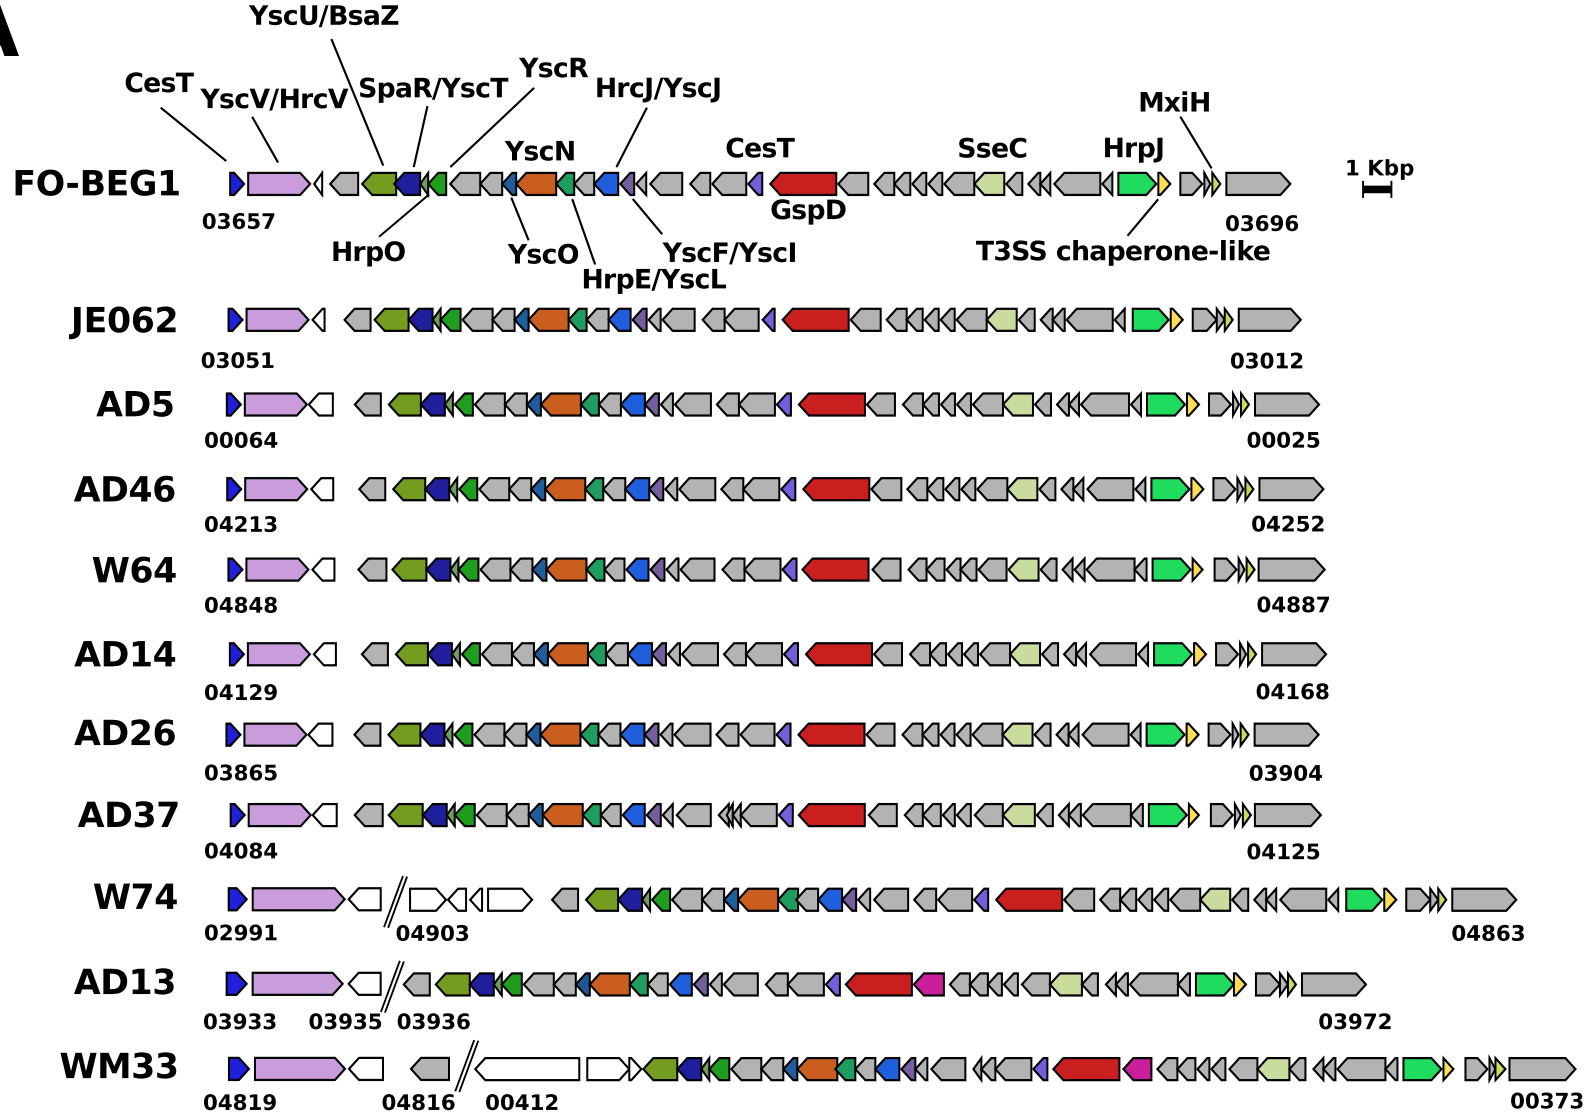 A
YscU/BsaZ
CesT
YscV/HrcV
SpaR/YscT
YscR
HrcJ/YscJ
MxiH
YscN
CesT
SseC
HrpJ
1 Kbp
FO-BEG1
03657
GspD
03696
HrpO
YscO
YscF/YscI
T3SS chaperone-like
HrpE/YscL
JE062
03051
03012
AD5
00064
00025
AD46
04213
04252
W64
04848
04887
AD14
04129
04168
AD26
03865
03904
AD37
04084
04125
W74
02991
04903
04863
AD13
03933
03935
03936
03972
WM33
04819
04816
00412
00373